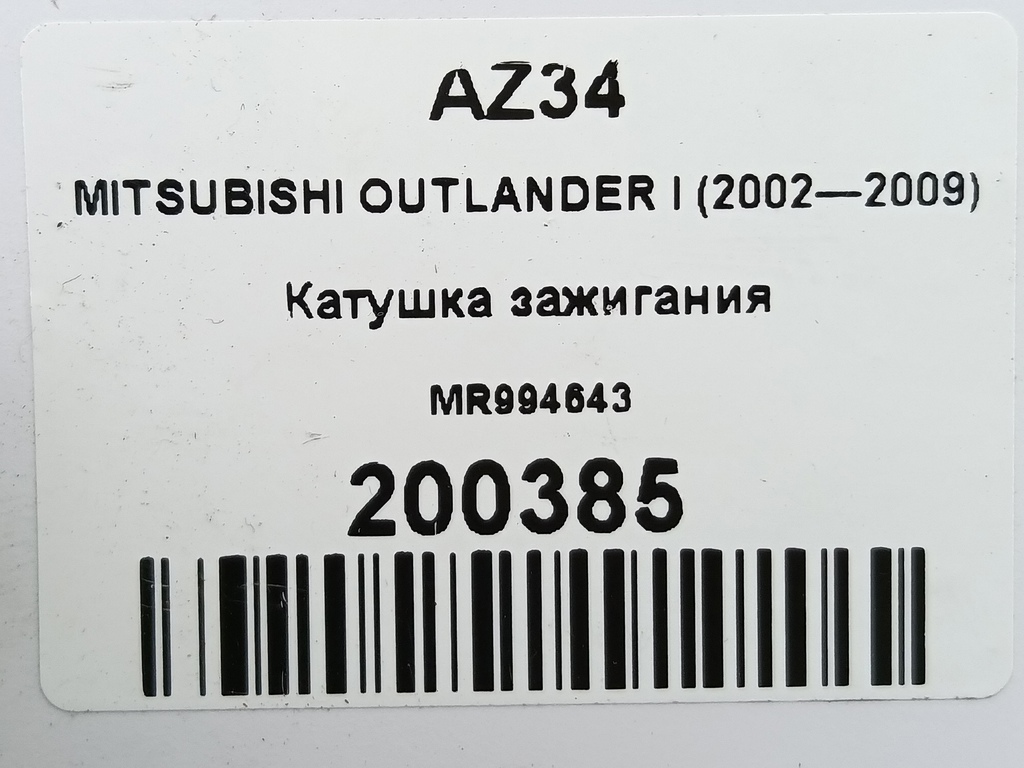 AZ34
MITSUBISHI OUTLANDER I (2002—2009)
Катушка зажигания
MR994643
200385